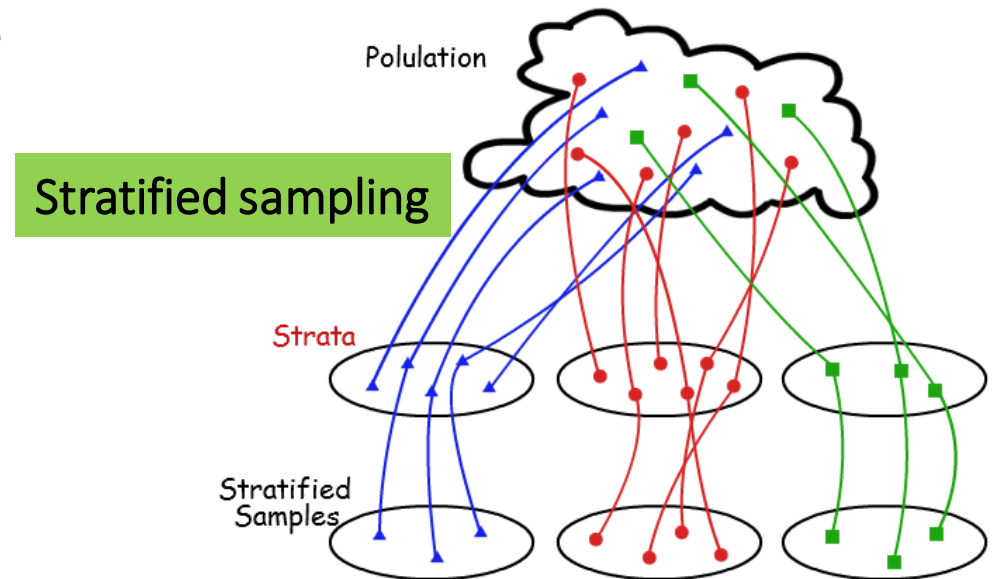 Polulation
Stratified sampling
Strata
Stratified
Samples